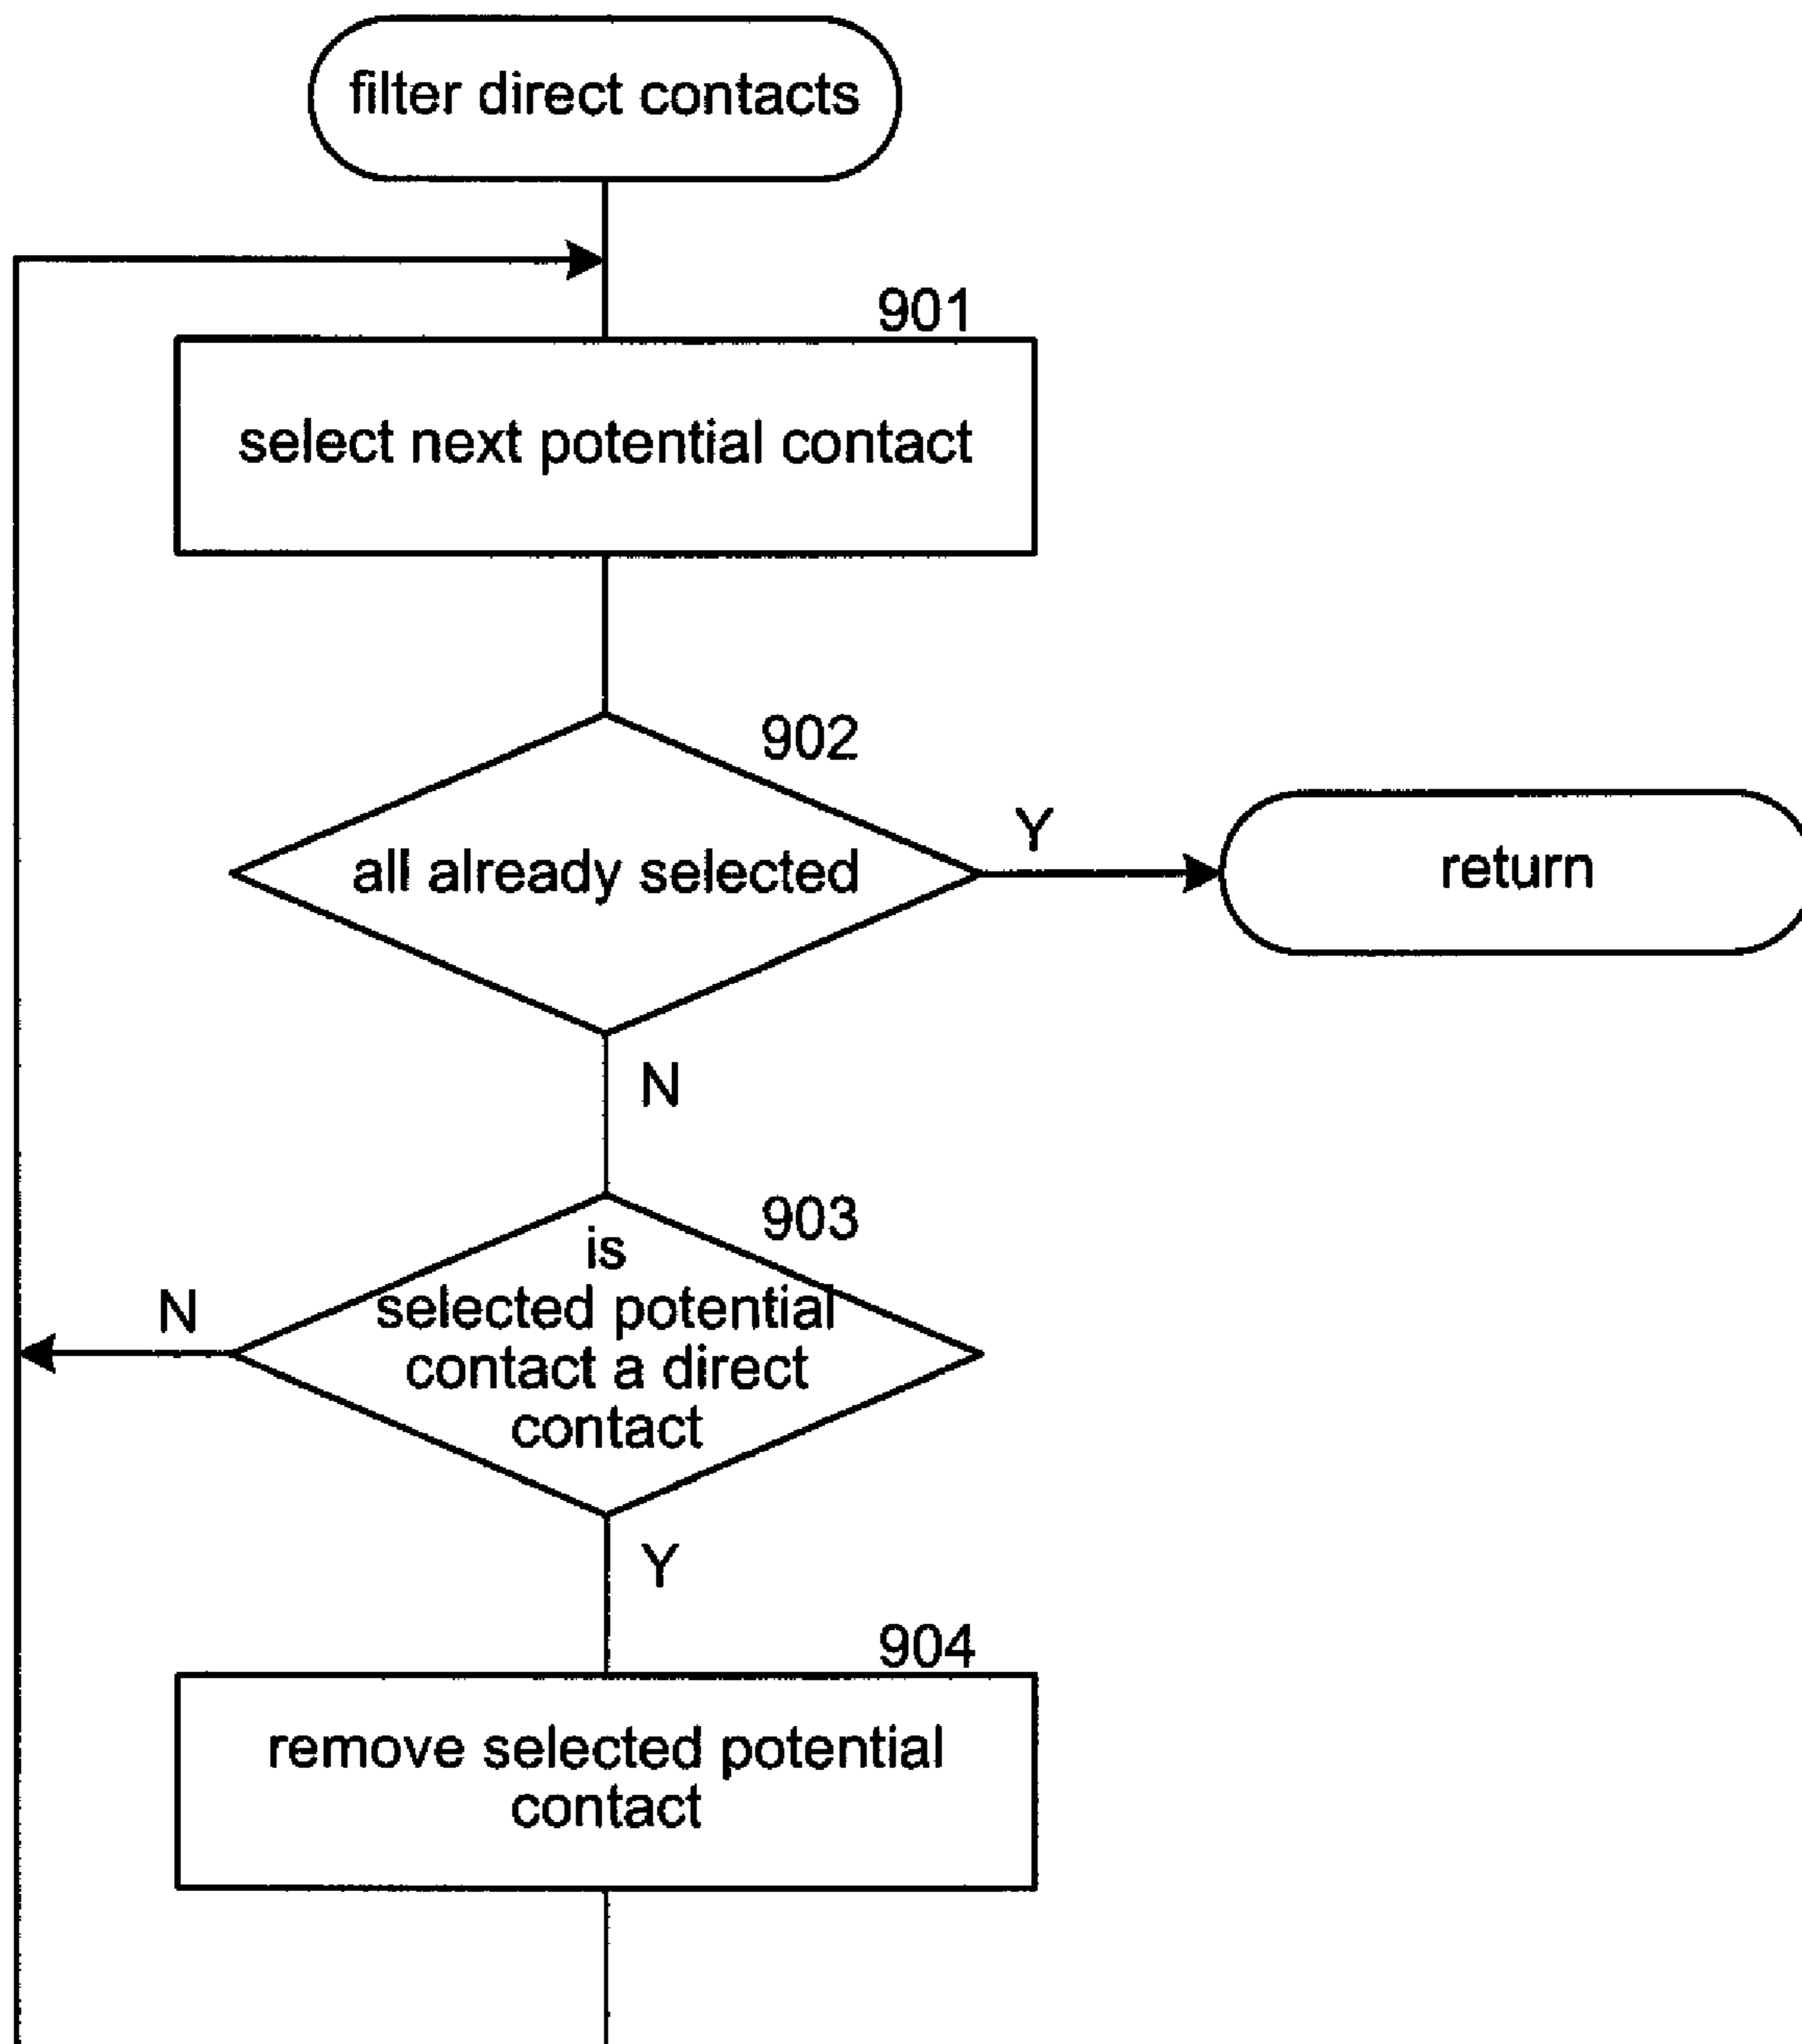 filter direct contacts
901
select next potential contact
902
all already selected
Y
return
N
903
is
selected potential
contact a direct
contact
N
Y
904
remove selected potential
contact